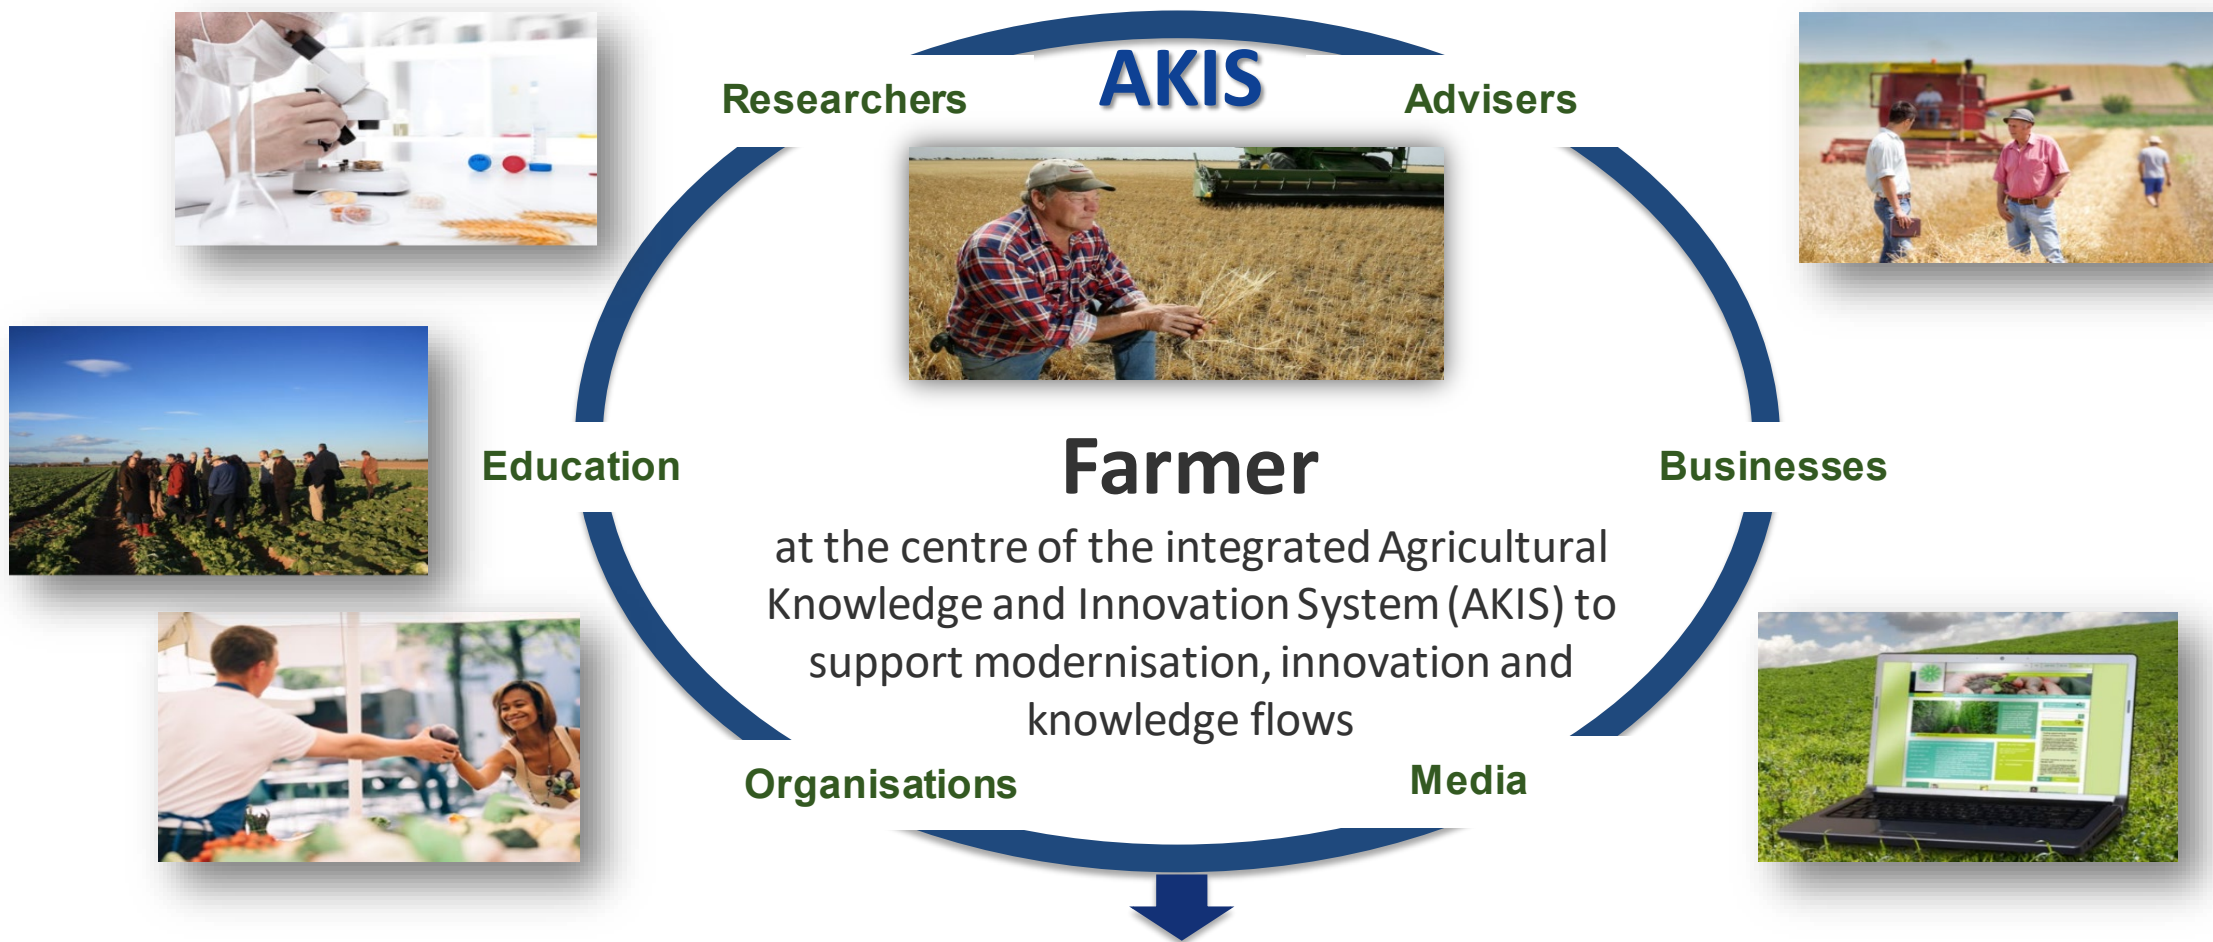 AKIS
Researchers
Advisers
Education
Farmer
Businesses
at the centre of the integrated Agricultural
Knowledge and Innovation System (AKIS) to
support modernisation, innovation and
knowledge flows
Organisations
Media